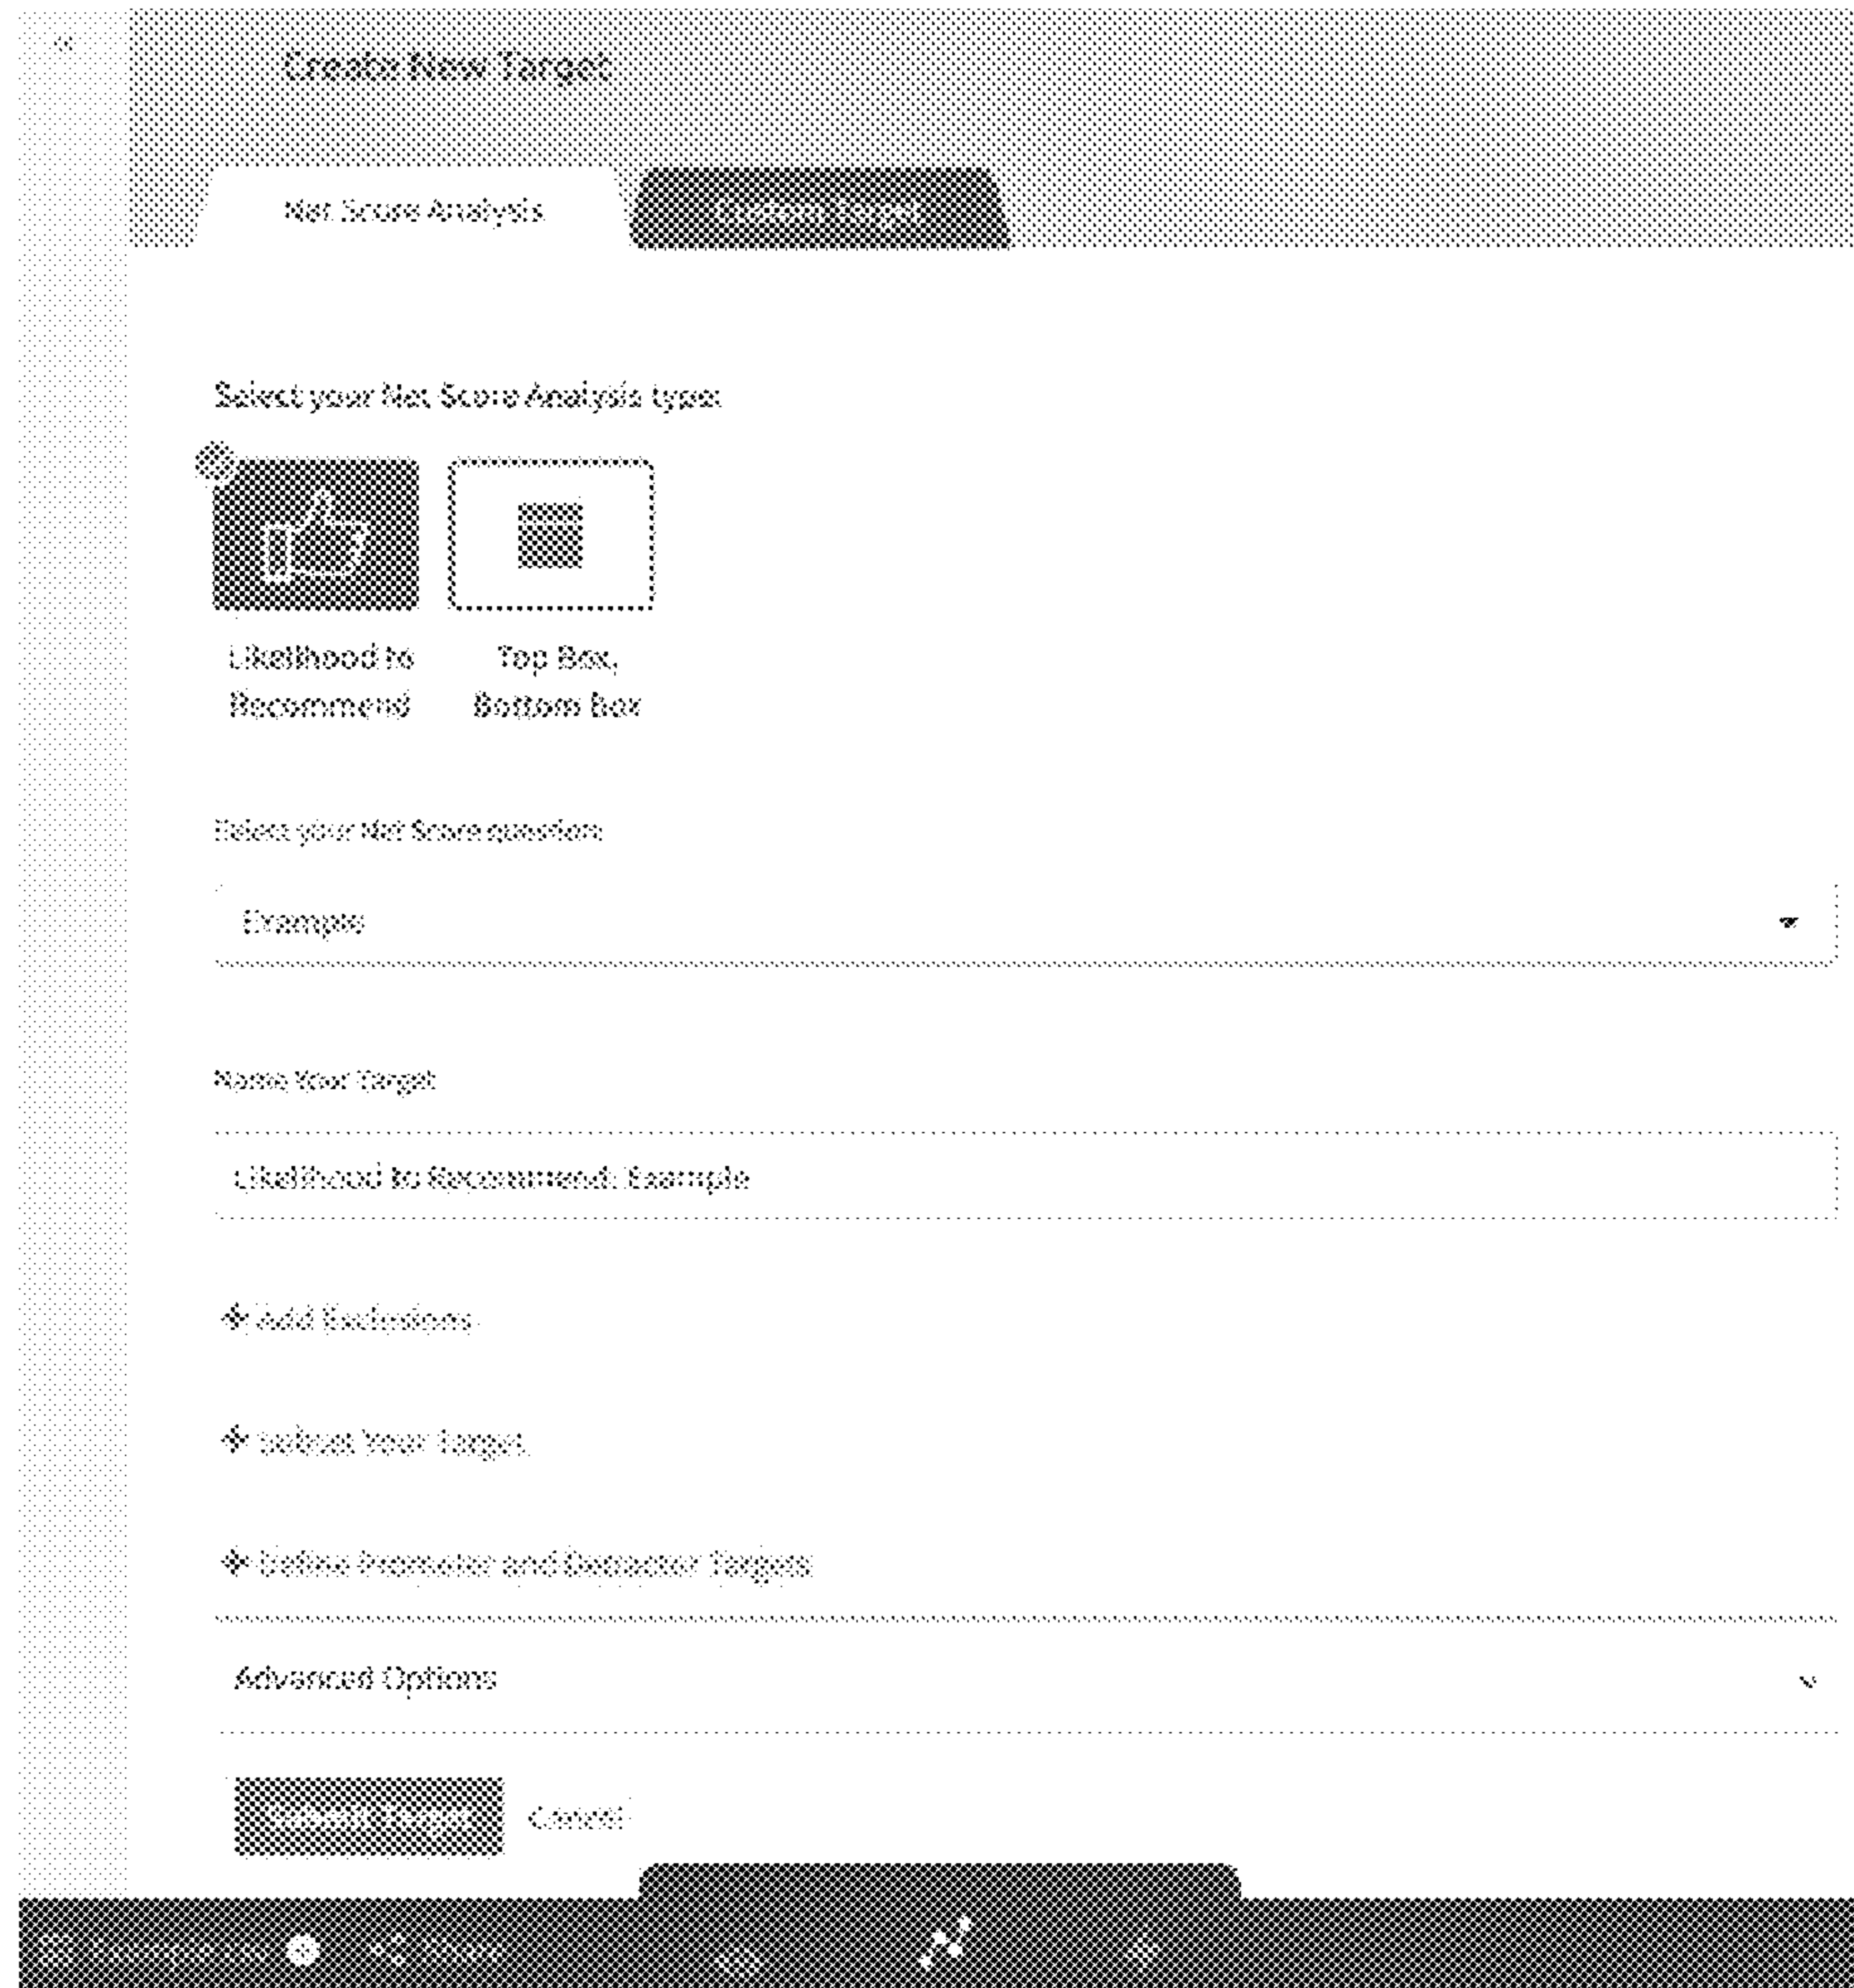 Create New Target
Net Score Analysis
Target
Select your Net Score Analysis type:
Likelihood to
Recommend
Top Box,
Bottom Box
Select your Net Score question:
Example
Name Your Target
Likelihood to Recommend: Example
Add Exclusions
Select Your Target
Define Promoter and Detractor Targets
Advanced Options
Cancel